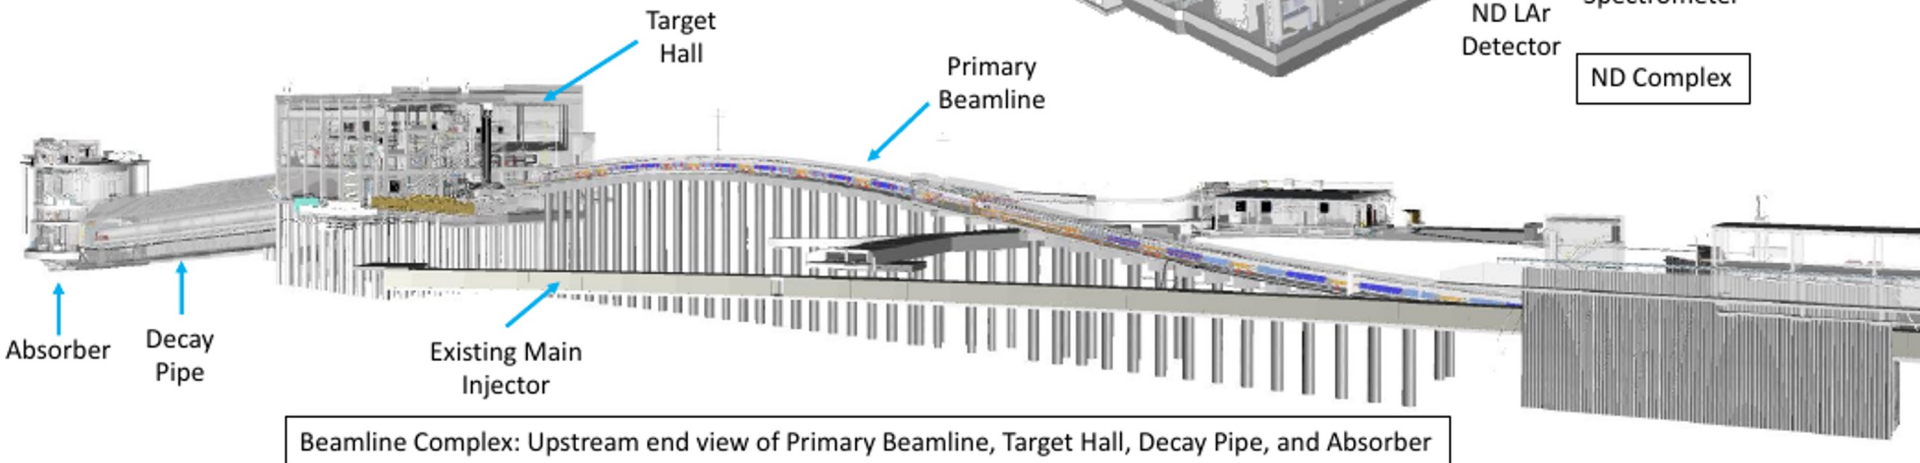 Target
Hall
Primary
Beamline
ND LAr
Detector
Spectrometer
ND Complex
Absorber
Decay
Pipe
Existing Main
Injector
Beamline Complex: Upstream end view of Primary Beamline, Target Hall, Decay Pipe, and Absorber